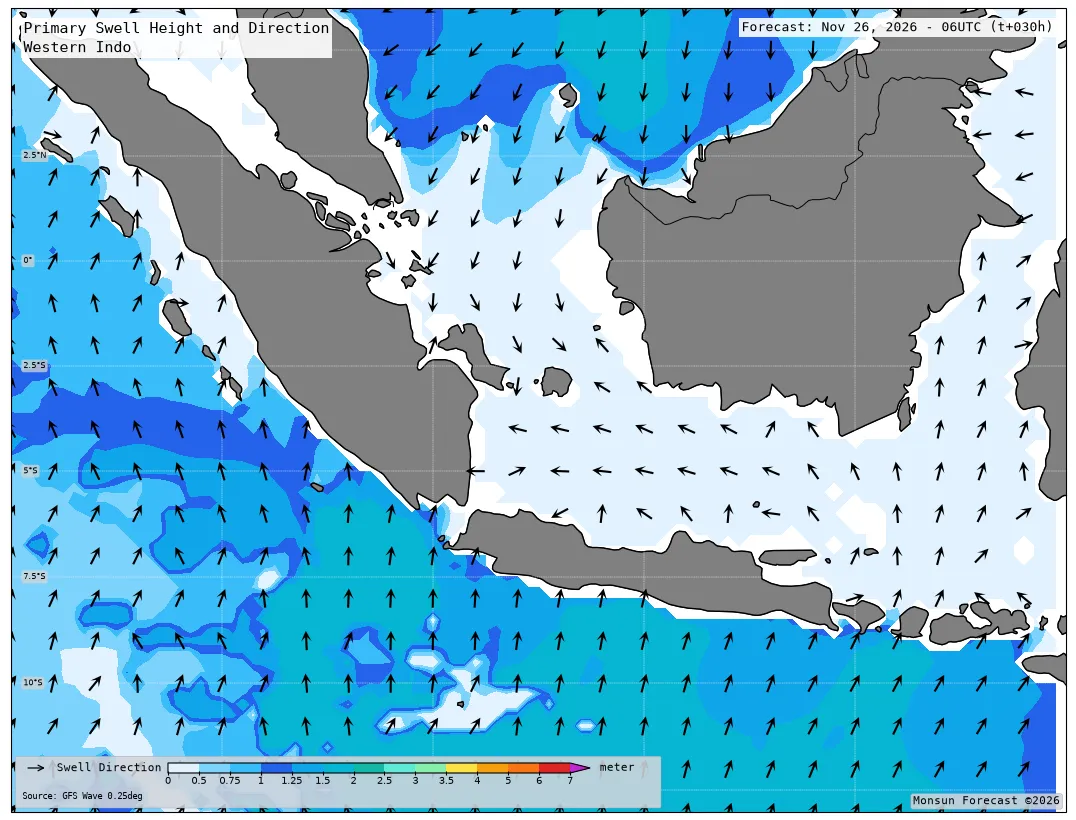 Primary Swell Height and Direction
Western Indo
Forecast: Nov 26, 2026 - 06UTC (t+030h)
2.5°N
0°
2.5°S
5°S
7.5°S
10°S
Swell Direction
0 0.5 0.75 1 1.25 1.5 2 2.5 3 3.5 4 5 6 7
meter
Source: GFS Wave 0.25deg
Monsun Forecast ©2026